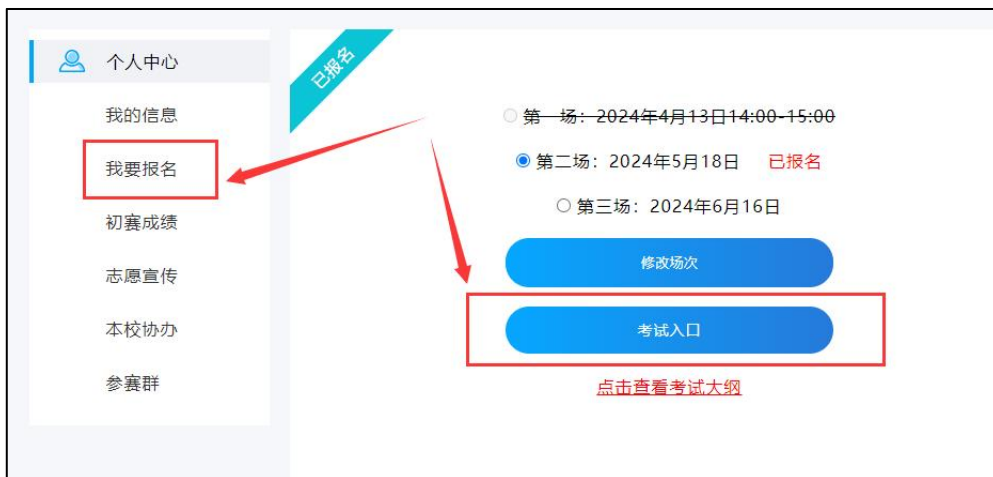 个人中心
我的信息
我要报名
初赛成绩
志愿宣传
本校协办
参赛群
已报名
第一场：2024年4月13日14:00-15:00
第二场：2024年5月18日 已报名
第三场：2024年6月16日
修改场次
考试入口
点击查看考试大纲